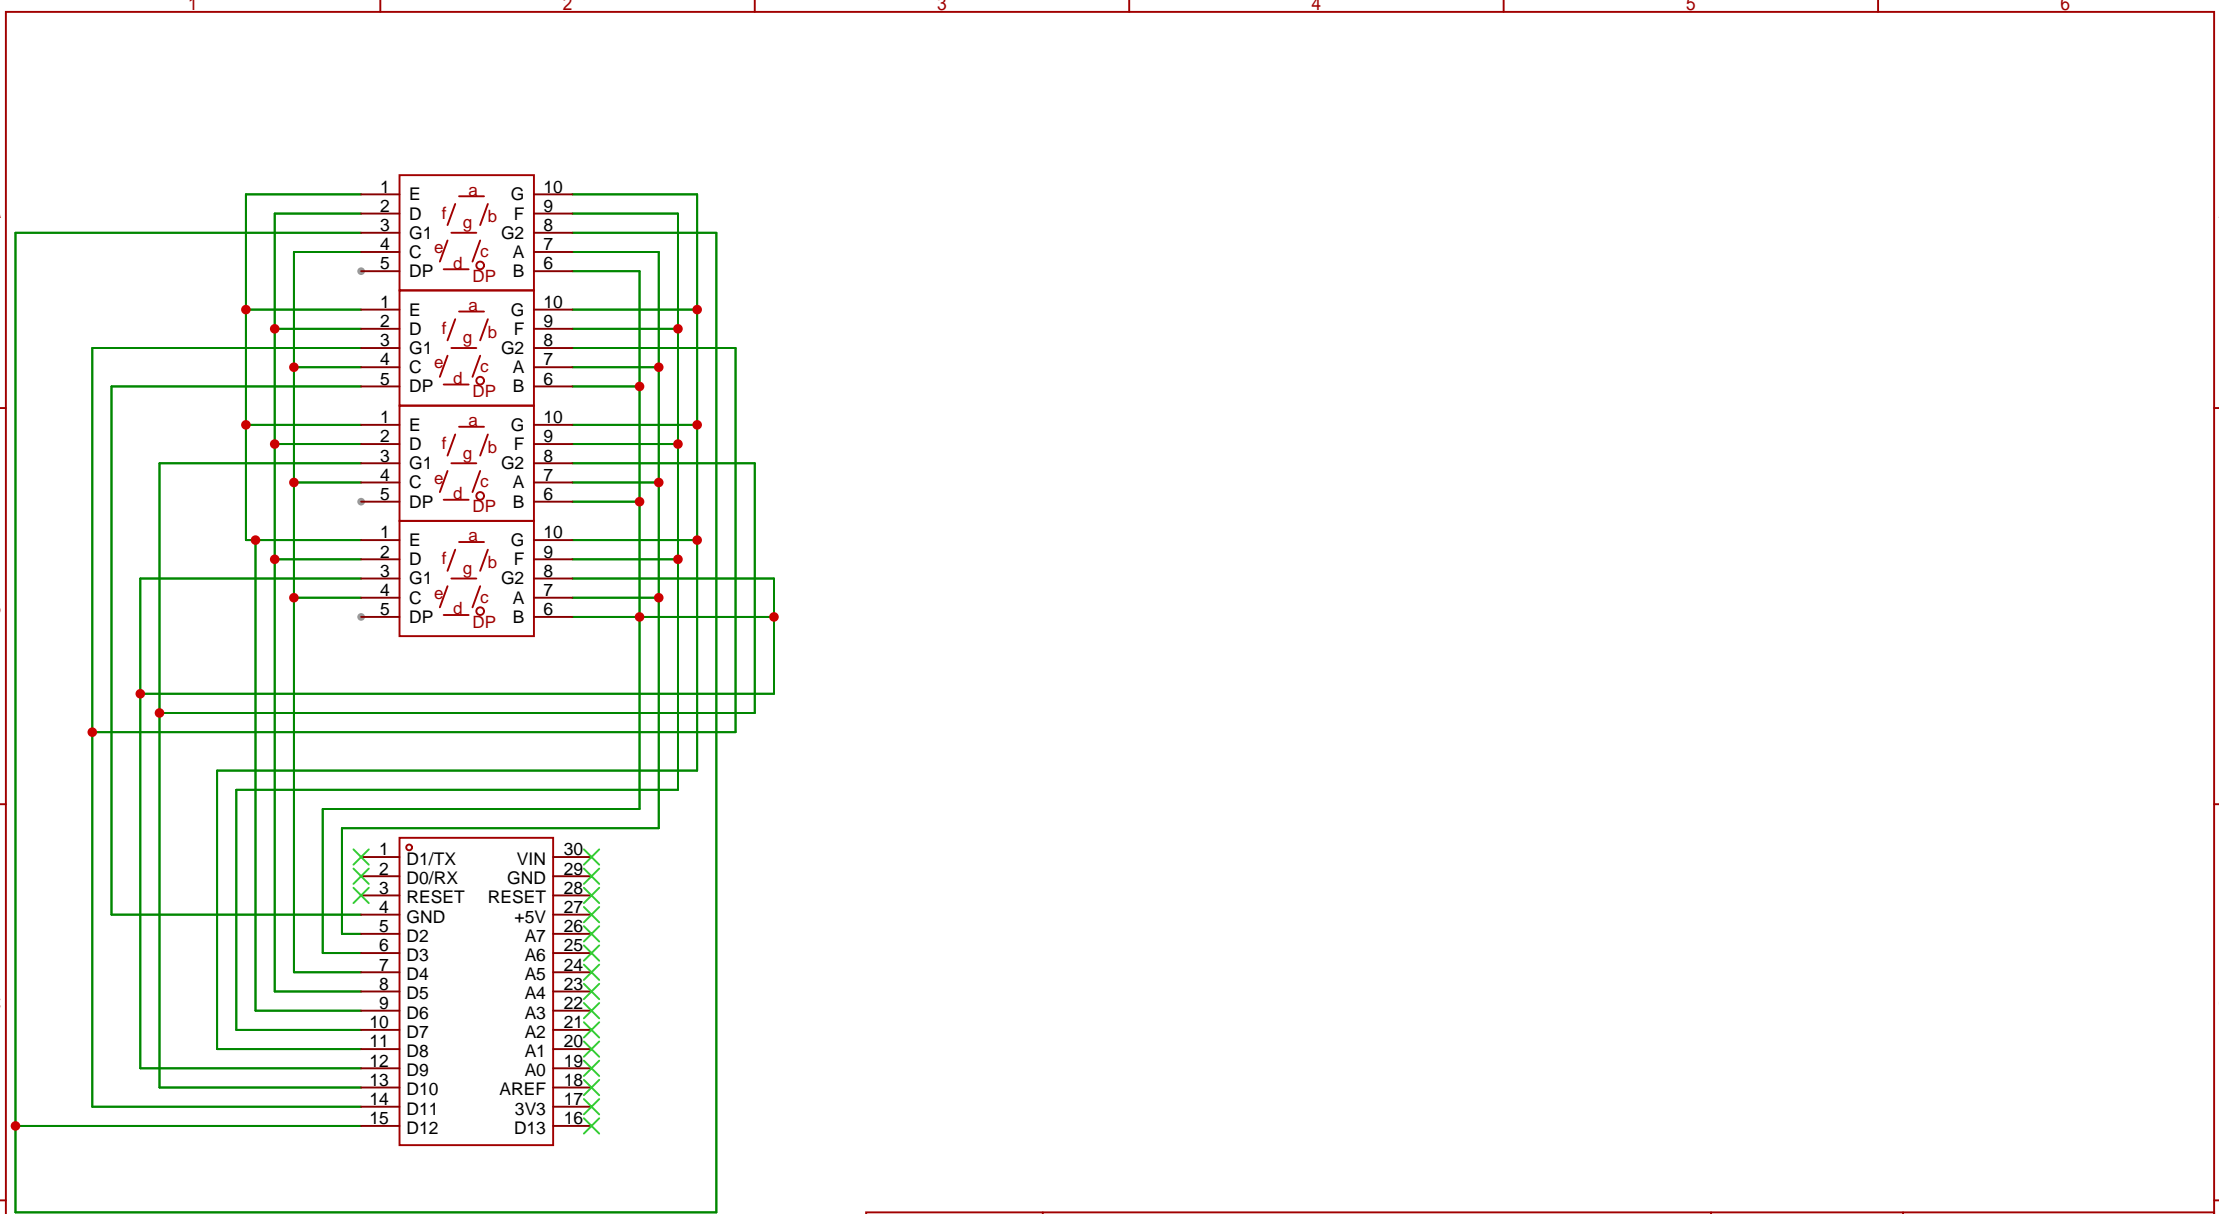 1 2 3 4 5 6
1 E a G 10
2 D f b F 9
3 G1 g G2 8
4 C e c A 7
5 DP d DP B 6
1 E a G 10
2 D f b F 9
3 G1 g G2 8
4 C e c A 7
5 DP d DP B 6
1 E a G 10
2 D f b F 9
3 G1 g G2 8
4 C e c A 7
5 DP d DP B 6
1 E a G 10
2 D f b F 9
3 G1 g G2 8
4 C e c A 7
5 DP d DP B 6
1 D1/TX VIN 30
2 D0/RX GND 29
3 RESET RESET 28
4 GND +5V 27
5 D2 A7 26
6 D3 A6 25
7 D4 A5 24
8 D5 A4 23
9 D6 A3 22
10 D7 A2 21
11 D8 A1 20
12 D9 A0 19
13 D10 AREF 18
14 D11 3V3 17
15 D12 D13 16